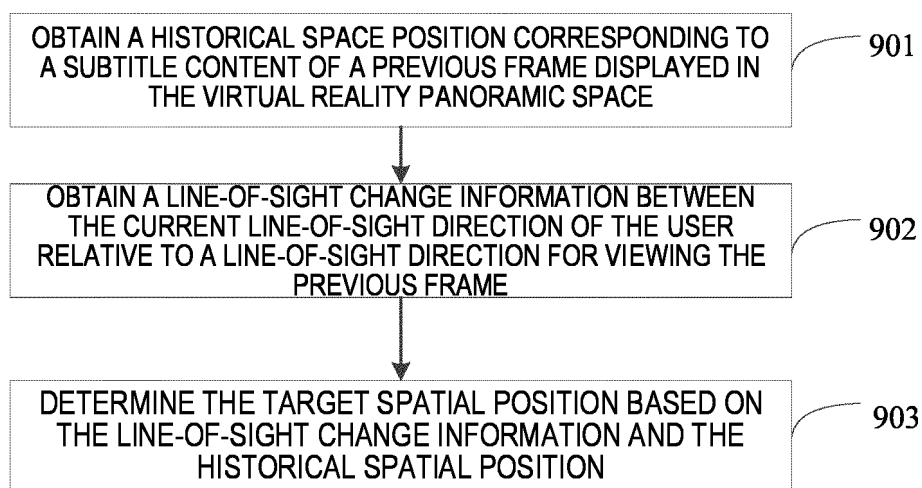 OBTAIN A HISTORICAL SPACE POSITION CORRESPONDING TO
A SUBTITLE CONTENT OF A PREVIOUS FRAME DISPLAYED IN
THE VIRTUAL REALITY PANORAMIC SPACE
901
OBTAIN A LINE-OF-SIGHT CHANGE INFORMATION BETWEEN
THE CURRENT LINE-OF-SIGHT DIRECTION OF THE USER
RELATIVE TO A LINE-OF-SIGHT DIRECTION FOR VIEWING THE
PREVIOUS FRAME
902
DETERMINE THE TARGET SPATIAL POSITION BASED ON
THE LINE-OF-SIGHT CHANGE INFORMATION AND THE
HISTORICAL SPATIAL POSITION
903